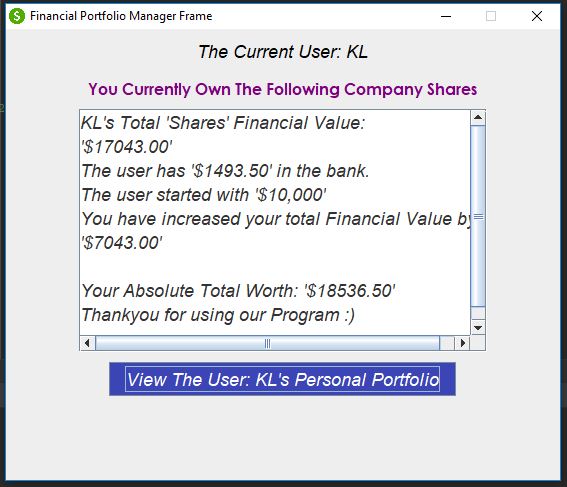 Financial Portfolio Manager Frame
The Current User: KL
You Currently Own The Following Company Shares
KL's Total 'Shares' Financial Value:
'$17043.00'
The user has '$1493.50' in the bank.
The user started with '$10,000'
You have increased your total Financial Value by
'$7043.00'
Your Absolute Total Worth: '$18536.50'
Thankyou for using our Program :)
View The User: KL's Personal Portfolio